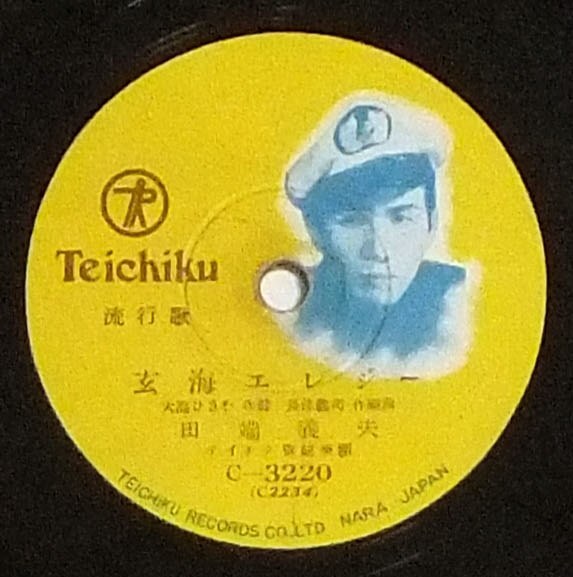 Teichiku
流行歌
玄海エレジー
田端義夫
C-3220
(C2234)
TEICHIKU RECORDS CO.,LTD NARA JAPAN